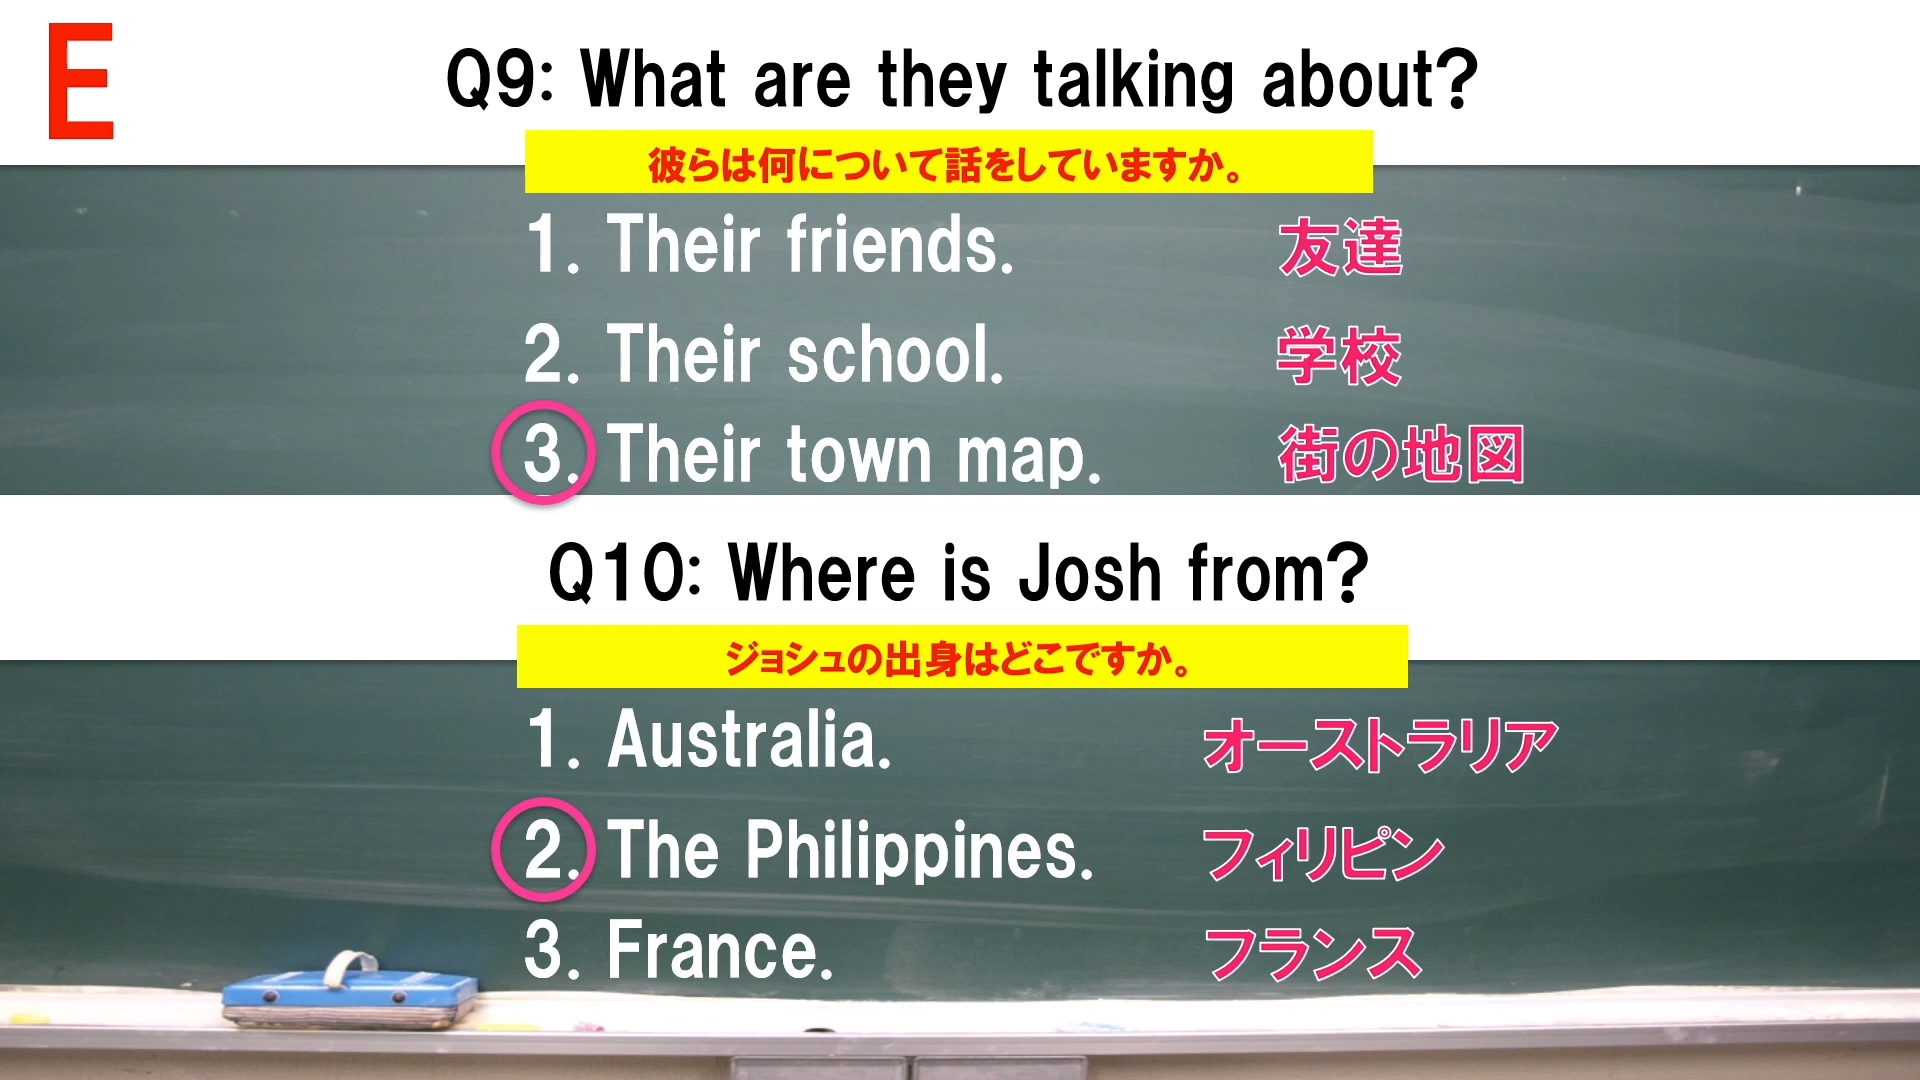 E
Q9: What are they talking about?
彼らは何について話をしていますか。
1. Their friends. 友達
2. Their school. 学校
3. Their town map. 街の地図
Q10: Where is Josh from?
ジョシュの出身はどこですか。
1. Australia. オーストラリア
2. The Philippines. フィリピン
3. France. フランス